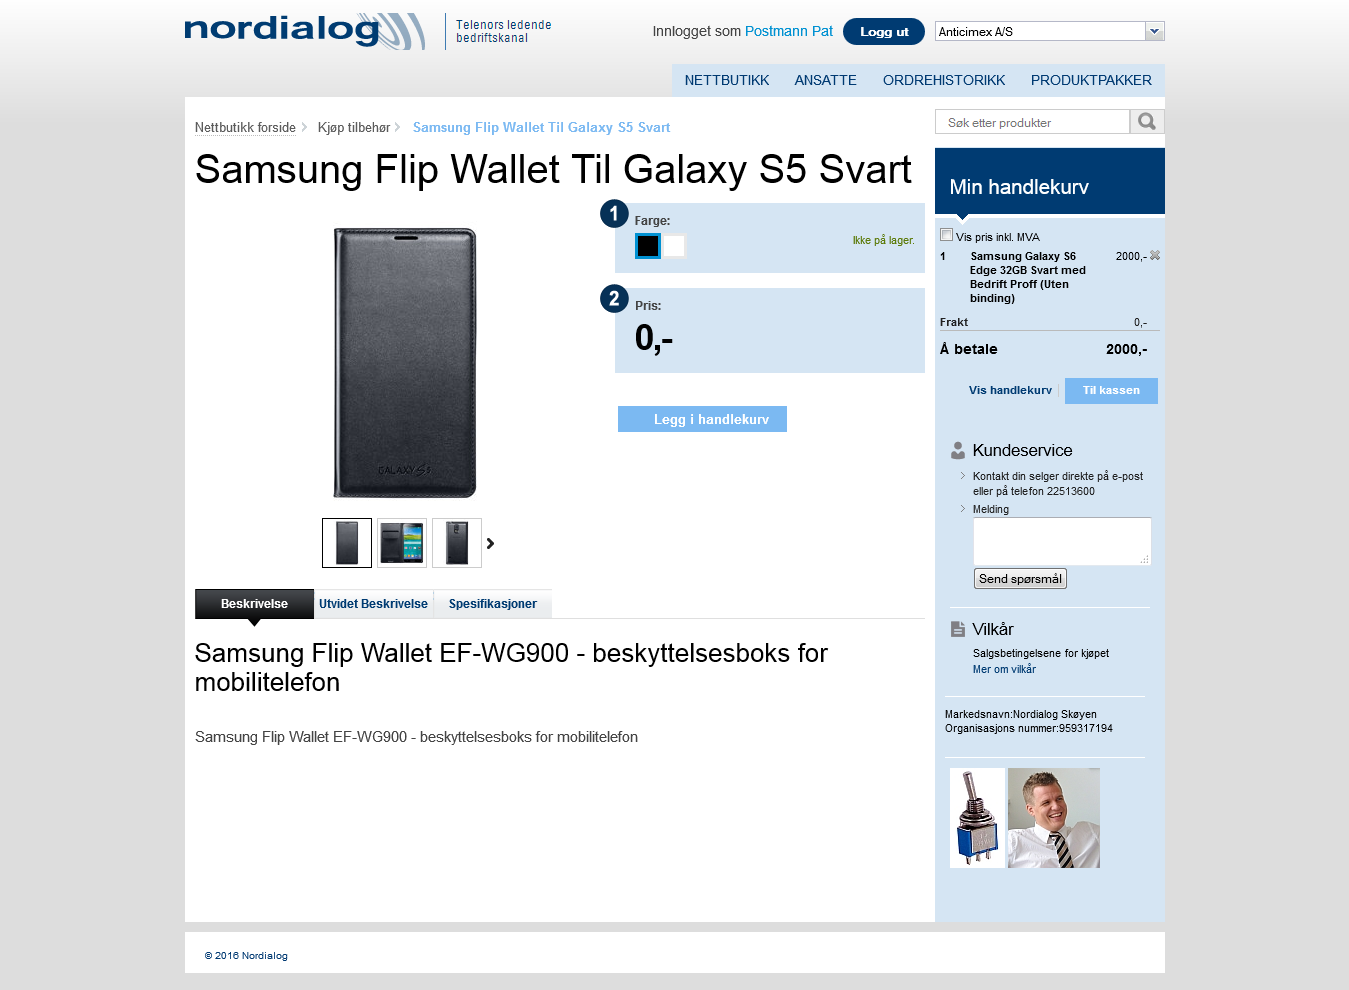 nordialog
Telenors ledende
bedriftskanal
Innlogget som Postmann Pat
Logg ut
Anticimex A/S
NETTBUTIKK
ANSATTE
ORDREHISTORIKK
PRODUKTPAKKER
Nettbutikk forside
Kjøp tilbehør
Samsung Flip Wallet Til Galaxy S5 Svart
Søk etter produkter
Samsung Flip Wallet Til Galaxy S5 Svart
1
Farge:
Ikke på lager.
2
Pris:
0,-
Legg i handlekurv
GALAXY S5
Beskrivelse
Utvidet Beskrivelse
Spesifikasjoner
Samsung Flip Wallet EF-WG900 - beskyttelsesboks for
mobilitelefon
Samsung Flip Wallet EF-WG900 - beskyttelsesboks for mobilitelefon
Min handlekurv
Vis pris inkl. MVA
1 Samsung Galaxy S6 2000,-
Edge 32GB Svart med
Bedrift Proff (Uten
binding)
Frakt 0,-
Å betale 2000,-
Vis handlekurv
Til kassen
Kundeservice
Kontakt din selger direkte på e-post
eller på telefon 22513600
Melding
Send spørsmål
Vilkår
Salgsbetingelsene for kjøpet
Mer om vilkår
Markedsnavn:Nordialog Skøyen
Organisasjons nummer:959317194
© 2016 Nordialog